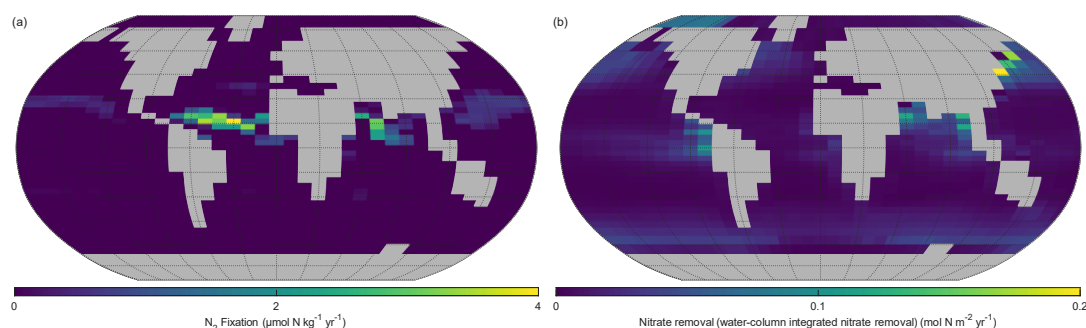 (a)
(b)
0
2
4
N₂ Fixation (μmol N kg⁻¹ yr⁻¹)
0
0.1
0.2
Nitrate removal (water-column integrated nitrate removal) (mol N m⁻² yr⁻¹)